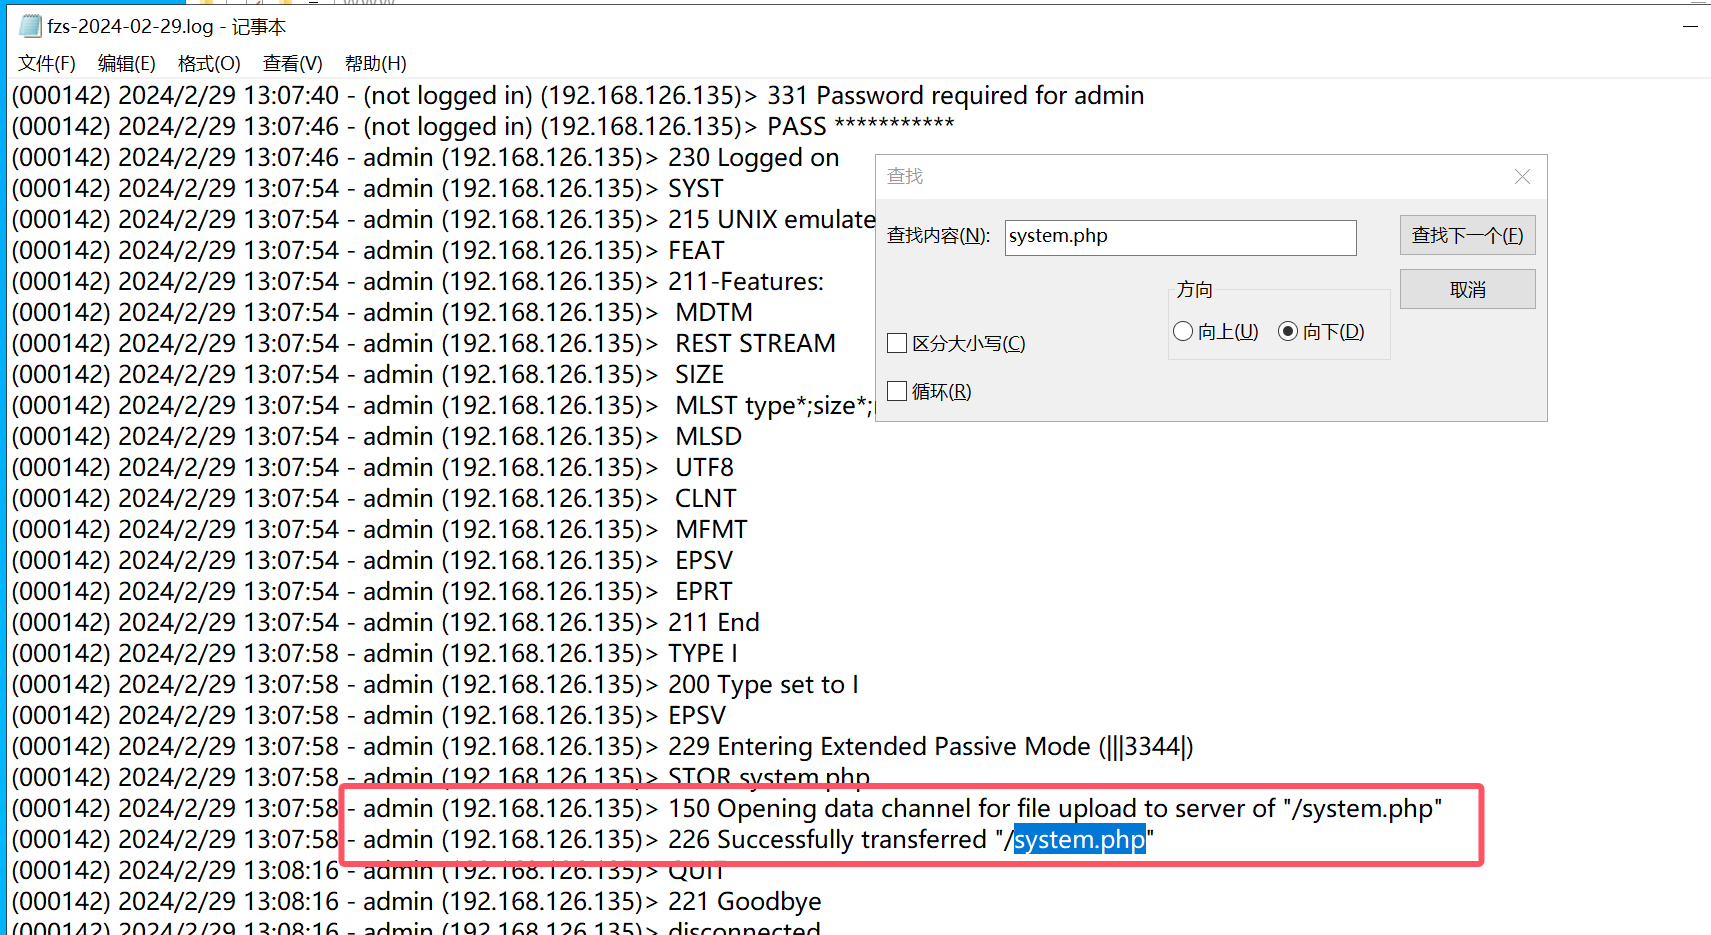 fzs-2024-02-29.log - 记事本
文件(F) 编辑(E) 格式(O) 查看(V) 帮助(H)
(000142) 2024/2/29 13:07:40 - (not logged in) (192.168.126.135)> 331 Password required for admin
(000142) 2024/2/29 13:07:46 - (not logged in) (192.168.126.135)> PASS ***********
(000142) 2024/2/29 13:07:46 - admin (192.168.126.135)> 230 Logged on
(000142) 2024/2/29 13:07:54 - admin (192.168.126.135)> SYST
(000142) 2024/2/29 13:07:54 - admin (192.168.126.135)> 215 UNIX emulate
(000142) 2024/2/29 13:07:54 - admin (192.168.126.135)> FEAT
(000142) 2024/2/29 13:07:54 - admin (192.168.126.135)> 211-Features:
(000142) 2024/2/29 13:07:54 - admin (192.168.126.135)>  MDTM
(000142) 2024/2/29 13:07:54 - admin (192.168.126.135)>  REST STREAM
(000142) 2024/2/29 13:07:54 - admin (192.168.126.135)>  SIZE
(000142) 2024/2/29 13:07:54 - admin (192.168.126.135)>  MLST type*;size*;
(000142) 2024/2/29 13:07:54 - admin (192.168.126.135)>  MLSD
(000142) 2024/2/29 13:07:54 - admin (192.168.126.135)>  UTF8
(000142) 2024/2/29 13:07:54 - admin (192.168.126.135)>  CLNT
(000142) 2024/2/29 13:07:54 - admin (192.168.126.135)>  MFMT
(000142) 2024/2/29 13:07:54 - admin (192.168.126.135)>  EPSV
(000142) 2024/2/29 13:07:54 - admin (192.168.126.135)>  EPRT
(000142) 2024/2/29 13:07:54 - admin (192.168.126.135)> 211 End
(000142) 2024/2/29 13:07:58 - admin (192.168.126.135)> TYPE I
(000142) 2024/2/29 13:07:58 - admin (192.168.126.135)> 200 Type set to I
(000142) 2024/2/29 13:07:58 - admin (192.168.126.135)> EPSV
(000142) 2024/2/29 13:07:58 - admin (192.168.126.135)> 229 Entering Extended Passive Mode (|||3344|)
(000142) 2024/2/29 13:07:58 - admin (192.168.126.135)> STOR system.php
(000142) 2024/2/29 13:07:58 - admin (192.168.126.135)> 150 Opening data channel for file upload to server of "/system.php"
(000142) 2024/2/29 13:07:58 - admin (192.168.126.135)> 226 Successfully transferred "/system.php"
(000142) 2024/2/29 13:08:16 - admin (192.168.126.135)> QUIT
(000142) 2024/2/29 13:08:16 - admin (192.168.126.135)> 221 Goodbye
(000142) 2024/2/29 13:08:16 - admin (192.168.126.135)> disconnected
查找
查找内容(N): system.php 查找下一个(F)
取消
方向
向上(U) 向下(D)
区分大小写(C)
循环(R)